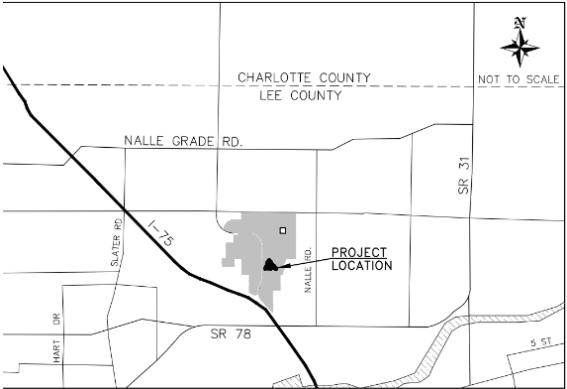 N
NOT TO SCALE
CHARLOTTE COUNTY
LEE COUNTY
NALLE GRADE RD.
SR 31
SLATER RD
I-75
NALLE RD.
PROJECT
LOCATION
HART DR
SR 78
S ST